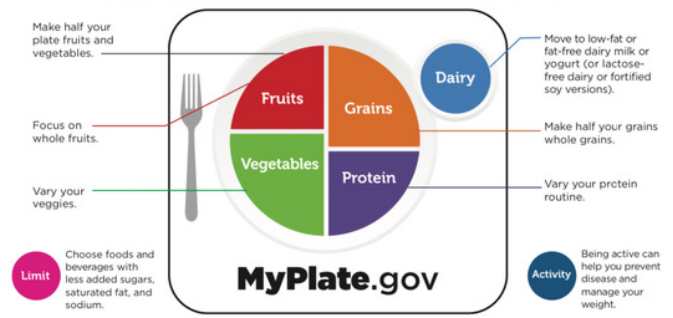 Make half your
plate fruits and
vegetables.
Focus on
whole fruits.
Vary your
veggies.
Fruits
Grains
Vegetables
Protein
Dairy
Move to low-fat or
fat-free dairy milk or
yogurt (or lactose-
free dairy or fortified
soy versions).
Make half your grains
whole grains.
Vary your protein
routine.
MyPlate.gov
Limit
Choose foods and
beverages with
less added sugars,
saturated fat, and
sodium.
Activity
Being active can
help you prevent
disease and
manage your
weight.